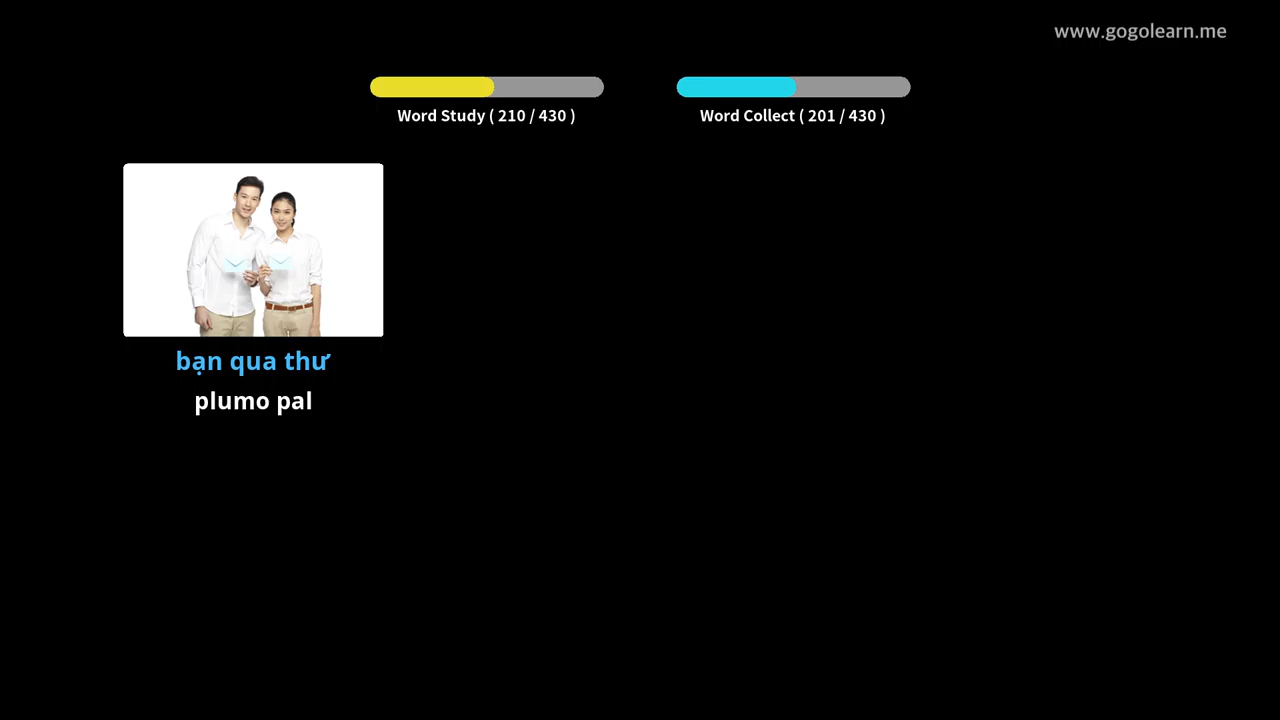 www.gogolearn.me
Word Study ( 210 / 430 )
Word Collect ( 201 / 430 )
bạn qua thư
plumo pal